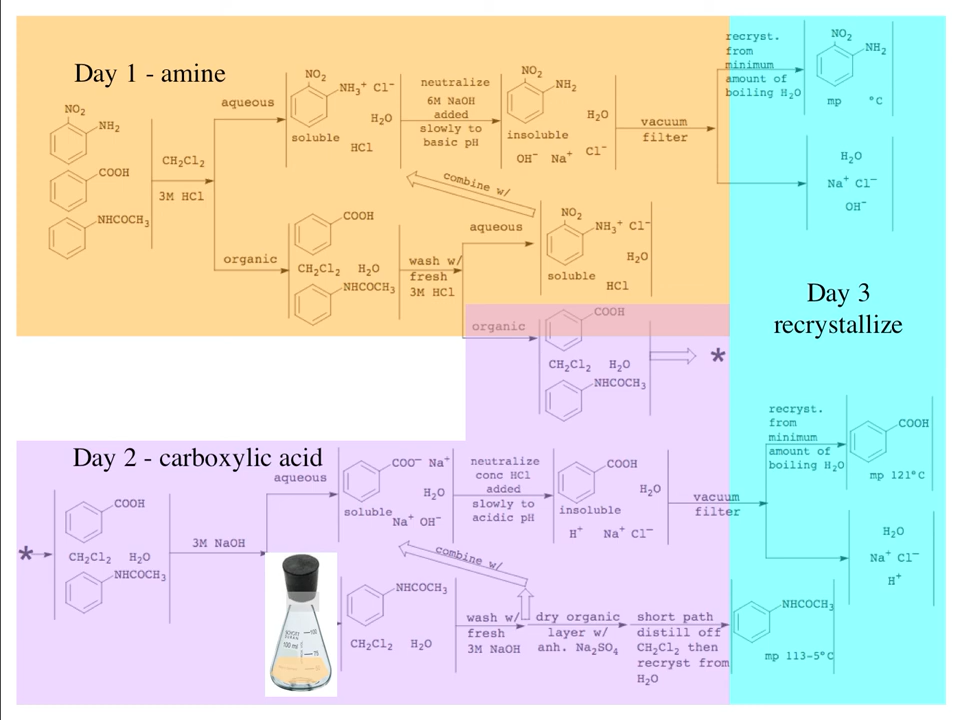 Day 1 - amine
NO₂
NH₂
COOH
NHCOCH₃
CH₂Cl₂
3M HCl
aqueous
NO₂
NH₃⁺ Cl⁻
H₂O
soluble
HCl
neutralize
6M NaOH
added
slowly to
basic pH
NO₂
NH₂
H₂O
insoluble
OH⁻ Na⁺ Cl⁻
vacuum
filter
recryst.
from
minimum
amount of
boiling H₂O
NO₂
NH₂
mp °C
H₂O
Na⁺ Cl⁻
OH⁻
combine w/
organic
COOH
CH₂Cl₂ H₂O
NHCOCH₃
wash w/
fresh
3M HCl
aqueous
NO₂
NH₃⁺ Cl⁻
H₂O
soluble
HCl
organic
COOH
CH₂Cl₂ H₂O
NHCOCH₃
*
Day 3
recrystallize
Day 2 - carboxylic acid
*
COOH
CH₂Cl₂ H₂O
NHCOCH₃
3M NaOH
aqueous
COO⁻ Na⁺
H₂O
soluble
Na⁺ OH⁻
neutralize
conc HCl
added
slowly to
acidic pH
COOH
H₂O
insoluble
H⁺ Na⁺ Cl⁻
vacuum
filter
recryst.
from
minimum
amount of
boiling H₂O
COOH
mp 121°C
H₂O
Na⁺ Cl⁻
H⁺
combine w/
NHCOCH₃
CH₂Cl₂ H₂O
wash w/
fresh
3M NaOH
dry organic
layer w/
anh. Na₂SO₄
short path
distill off
CH₂Cl₂ then
recryst from
H₂O
NHCOCH₃
mp 113-5°C
100 ml